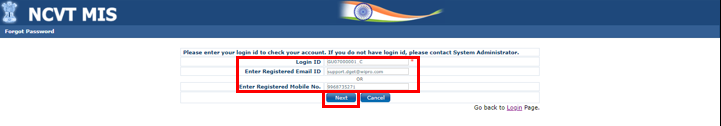 NCVT MIS
Forgot Password
Please enter your login id to check your account. If you do not have login id, please contact System Administrator.
Login ID *
Enter Registered Email ID support.dget@wipro.com
OR
Enter Registered Mobile No.
Next Cancel
Go back to Login Page.